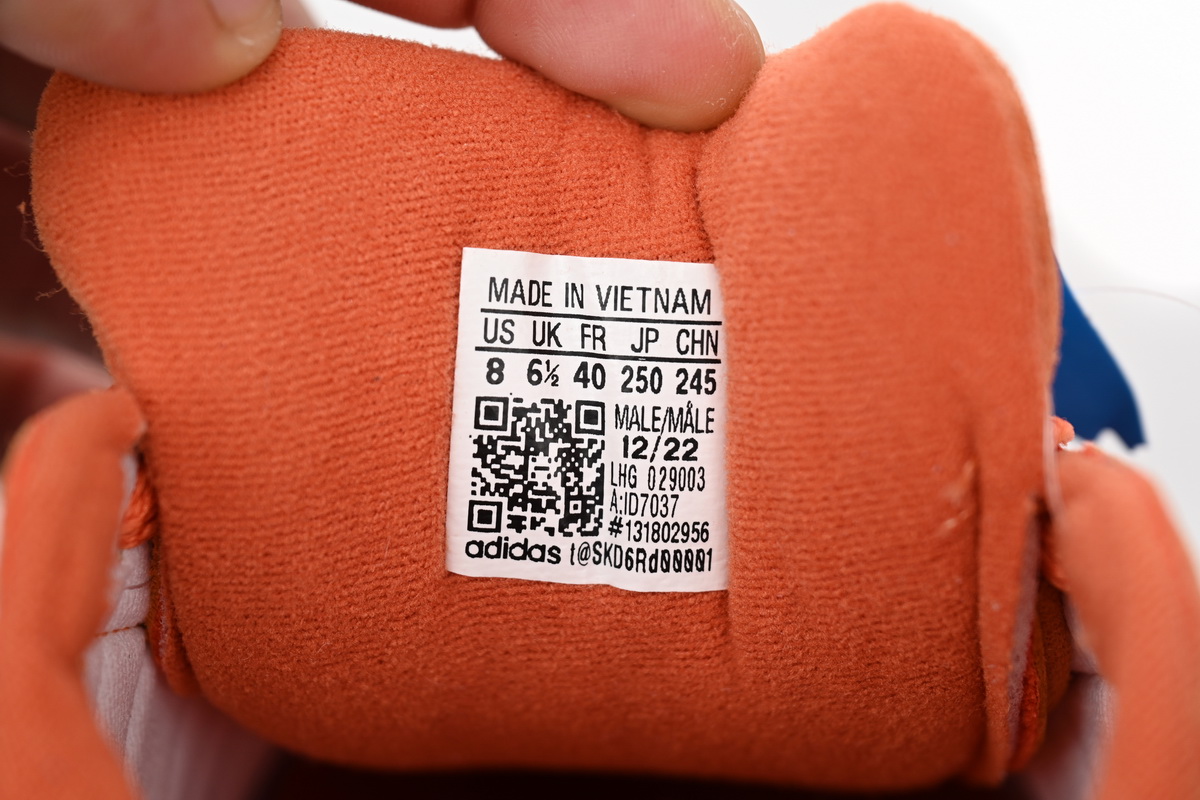 MADE IN VIETNAM
US UK FR JP CHN
8 6½ 40 250 245
MALE/MÂLE
12/22
LHG 029003
A:ID7037
#131802956
adidas t@SKD6Rd00001